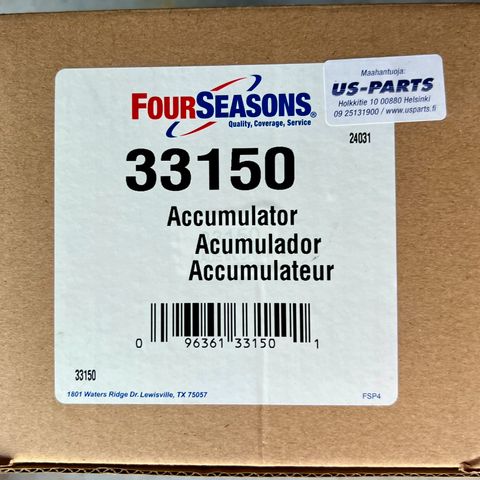 Maahantuoja:
US-PARTS
Holkkitie 10 00880 Helsinki
09 25131900 / www.usparts.fi
FOURSEASONS®
Quality, Coverage, Service
24031
33150
Accumulator
Acumulador
Accumulateur
0 96361 33150 1
33150
1801 Waters Ridge Dr. Lewisville, TX 75057
FSP4